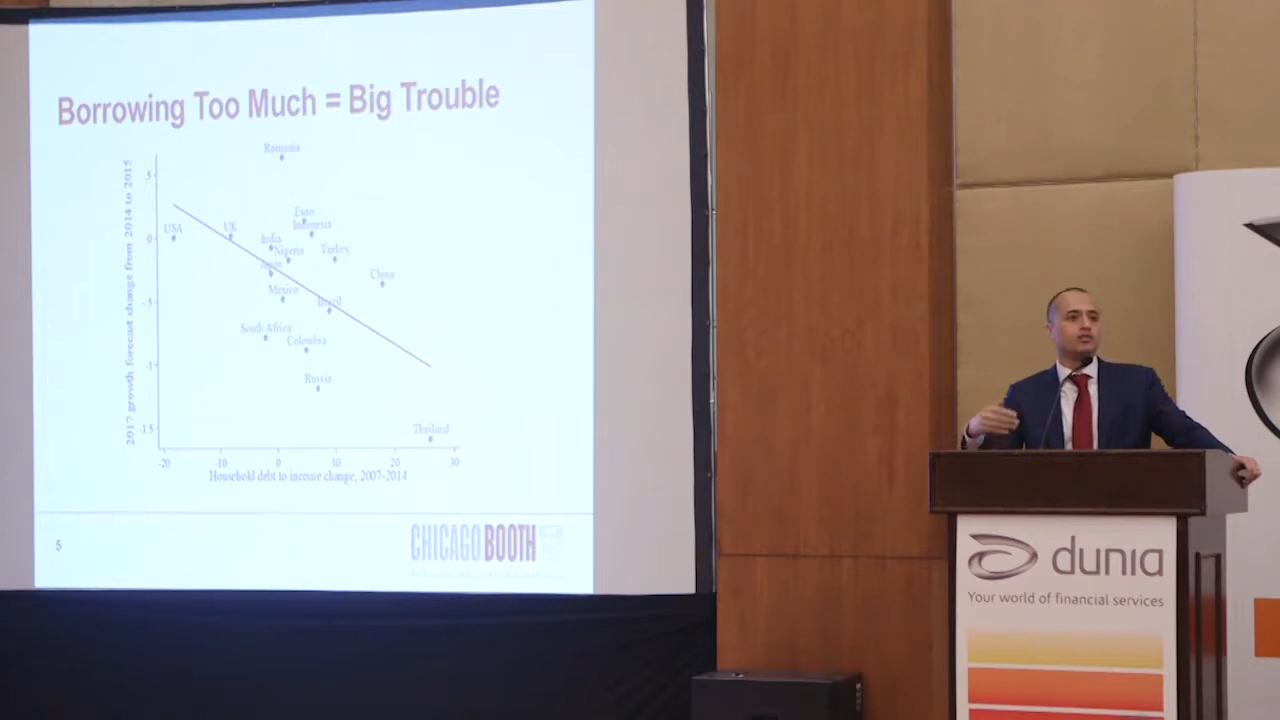 Borrowing Too Much = Big Trouble
2017 growth forecast change from 2014 to 2015
.5
0
-.5
-1
-1.5
Romania
USA
UK
Euro
Indonesia
India
Nigeria
Turkey
Japan
China
Mexico
Brazil
South Africa
Colombia
Russia
Thailand
-20 -10 0 10 20 30
Household debt to income change, 2007-2014
5
CHICAGO BOOTH
dunia
Your world of financial services